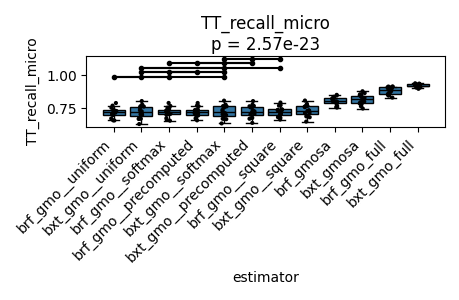 TT_recall_micro
p = 2.57e-23
TT_recall_micro
1.00
0.75
brf_gmo__uniform
bxt_gmo__uniform
brf_gmo__softmax
brf_gmo__precomputed
bxt_gmo__softmax
bxt_gmo__precomputed
brf_gmo__square
bxt_gmo__square
brf_gmosa
bxt_gmosa
brf_gmo_full
bxt_gmo_full
estimator